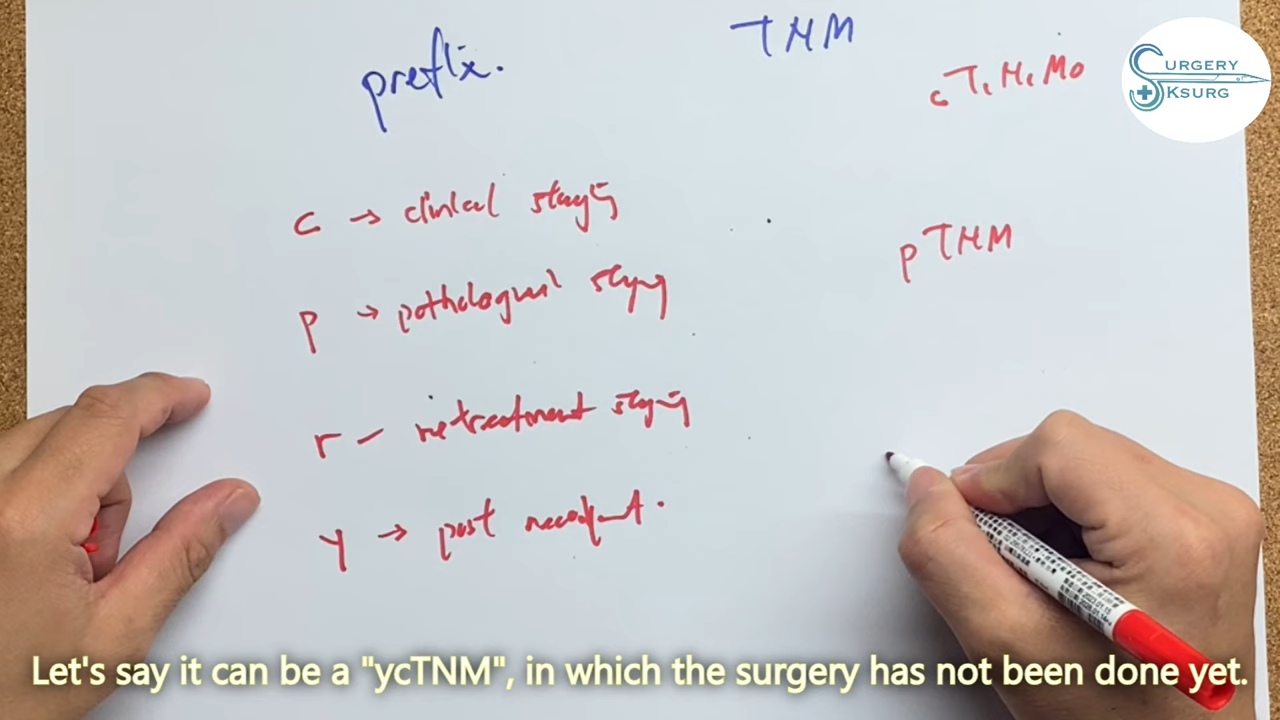 prefix.
TNM
cT₁N₁M0
SURGERY
KSURG
c → clinical staging
pTNM
p → pathological staging
r – retreatment staging
y → post neoadjuvant.
Let's say it can be a "ycTNM", in which the surgery has not been done yet.